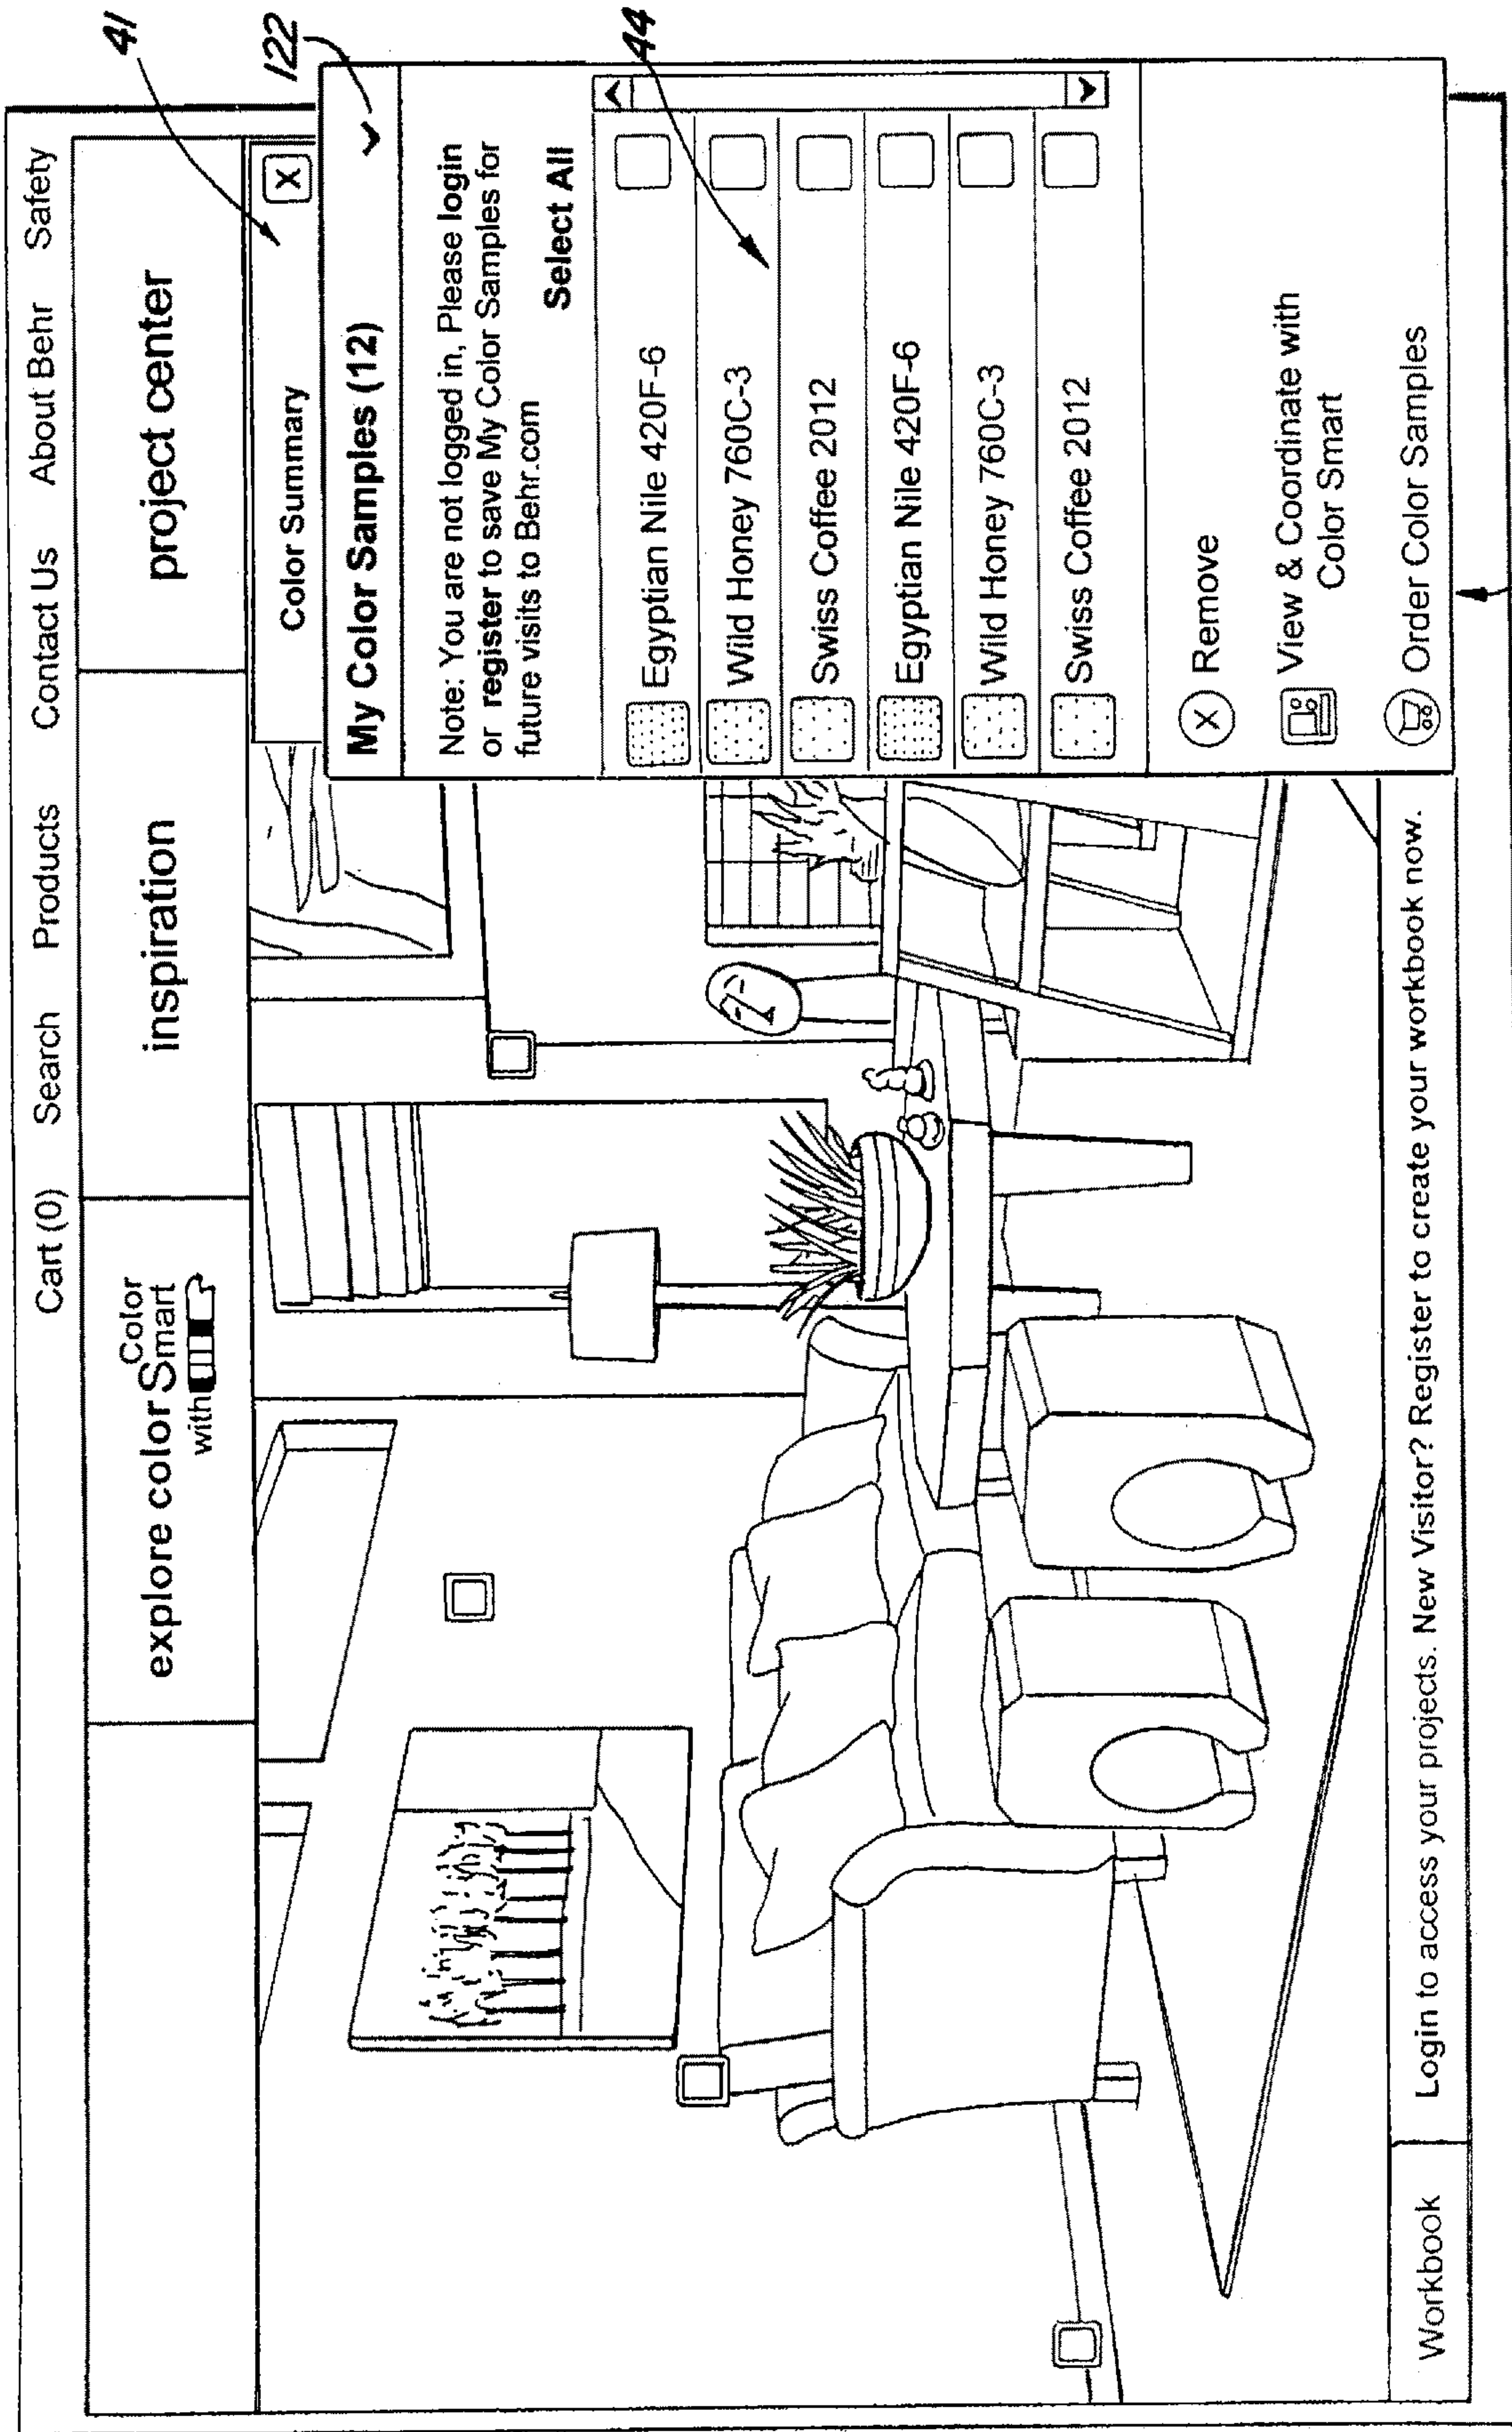 Cart (0) Search Products Contact Us About Behr Safety
explore color Color Smart
with
inspiration
project center
41
Color Summary X
122
My Color Samples (12)
Note: You are not logged in, Please login
or register to save My Color Samples for
future visits to Behr.com
Select All
44
Egyptian Nile 420F-6
Wild Honey 760C-3
Swiss Coffee 2012
Egyptian Nile 420F-6
Wild Honey 760C-3
Swiss Coffee 2012
X Remove
View & Coordinate with
Color Smart
Order Color Samples
Workbook Login to access your projects. New Visitor? Register to create your workbook now.